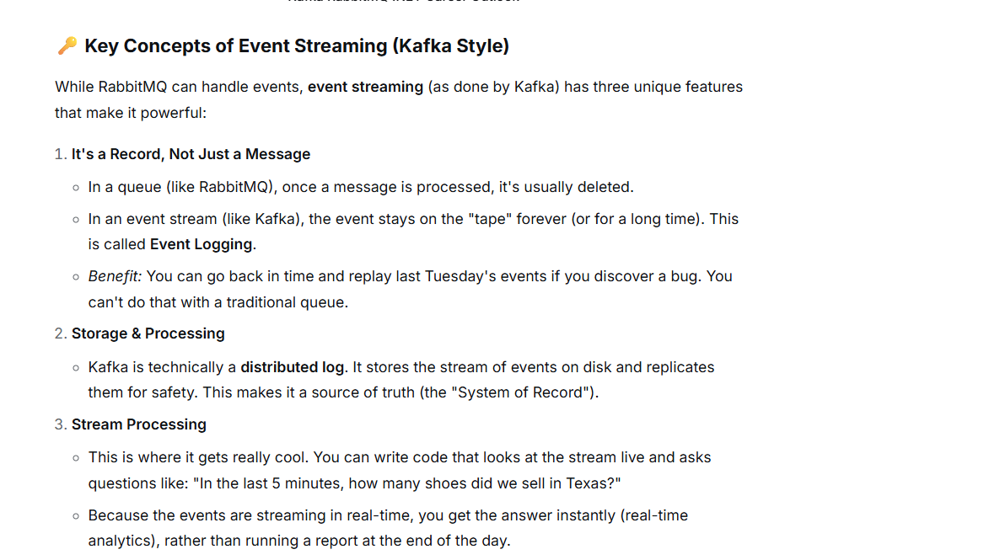 🔑 Key Concepts of Event Streaming (Kafka Style)
While RabbitMQ can handle events, event streaming (as done by Kafka) has three unique features
that make it powerful:
1. It's a Record, Not Just a Message
○ In a queue (like RabbitMQ), once a message is processed, it's usually deleted.
○ In an event stream (like Kafka), the event stays on the "tape" forever (or for a long time). This
is called Event Logging.
○ Benefit: You can go back in time and replay last Tuesday's events if you discover a bug. You
can't do that with a traditional queue.
2. Storage & Processing
○ Kafka is technically a distributed log. It stores the stream of events on disk and replicates
them for safety. This makes it a source of truth (the "System of Record").
3. Stream Processing
○ This is where it gets really cool. You can write code that looks at the stream live and asks
questions like: "In the last 5 minutes, how many shoes did we sell in Texas?"
○ Because the events are streaming in real-time, you get the answer instantly (real-time
analytics), rather than running a report at the end of the day.